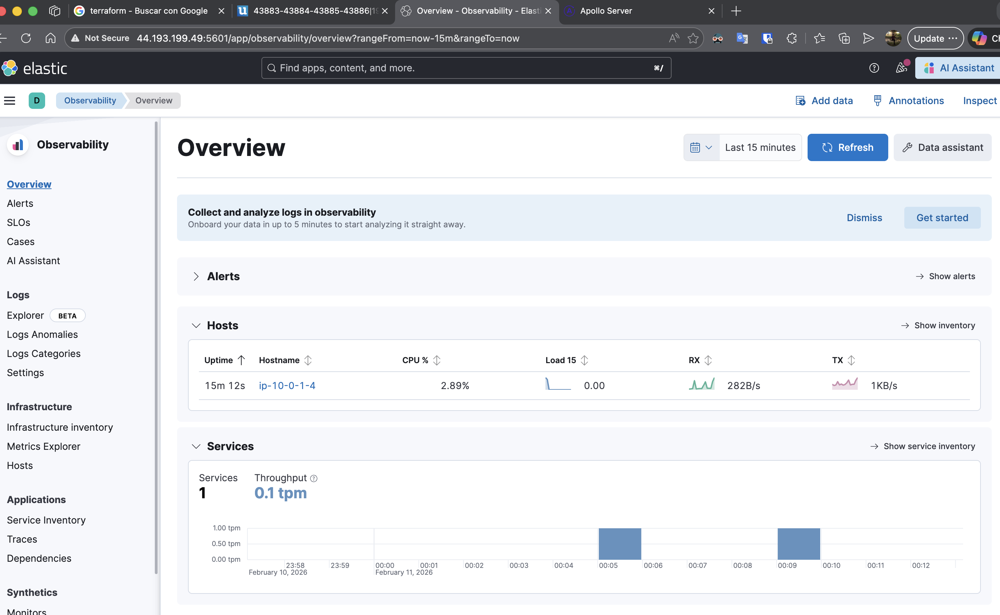 terraform - Buscar con Google
43883-43884-43885-43886|19
Overview - Observability - Elasti
Apollo Server
Not Secure 44.193.199.49:5601/app/observability/overview?rangeFrom=now-15m&rangeTo=now
Update
elastic
Find apps, content, and more.
⌘/
AI Assistant
D
Observability
Overview
Add data
Annotations
Inspect
Observability
Overview
Alerts
SLOs
Cases
AI Assistant
Logs
Explorer BETA
Logs Anomalies
Logs Categories
Settings
Infrastructure
Infrastructure inventory
Metrics Explorer
Hosts
Applications
Service Inventory
Traces
Dependencies
Synthetics
Monitors
Overview
Last 15 minutes
Refresh
Data assistant
Collect and analyze logs in observability
Onboard your data in up to 5 minutes to start analyzing it straight away.
Dismiss
Get started
Alerts
Show alerts
Hosts
Show inventory
Uptime Hostname CPU % Load 15 RX TX
15m 12s ip-10-0-1-4 2.89% 0.00 282B/s 1KB/s
Services
Show service inventory
Services Throughput
1 0.1 tpm
1.00 tpm
0.50 tpm
0.00 tpm
23:58 23:59 00:00 00:01 00:02 00:03 00:04 00:05 00:06 00:07 00:08 00:09 00:10 00:11 00:12
February 10, 2026 February 11, 2026